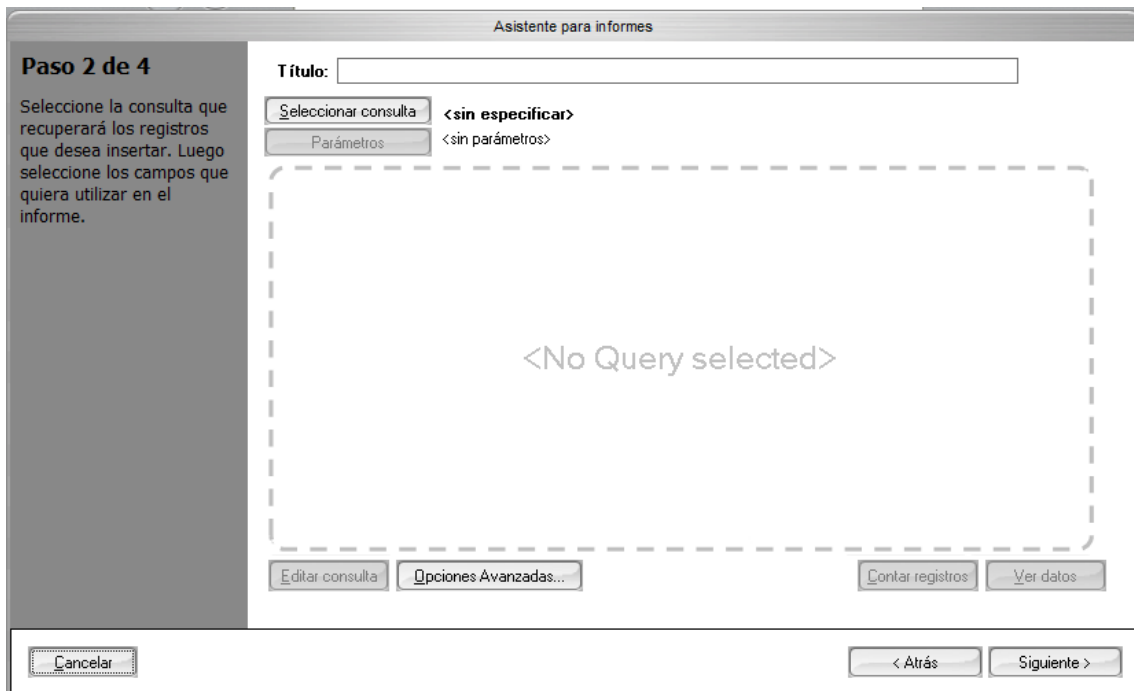 Asistente para informes
Paso 2 de 4
Seleccione la consulta que
recuperará los registros
que desea insertar. Luego
seleccione los campos que
quiera utilizar en el
informe.
Título:
Seleccionar consulta <sin especificar>
Parámetros <sin parámetros>
<No Query selected>
Editar consulta Opciones Avanzadas... Contar registros Ver datos
Cancelar < Atrás Siguiente >